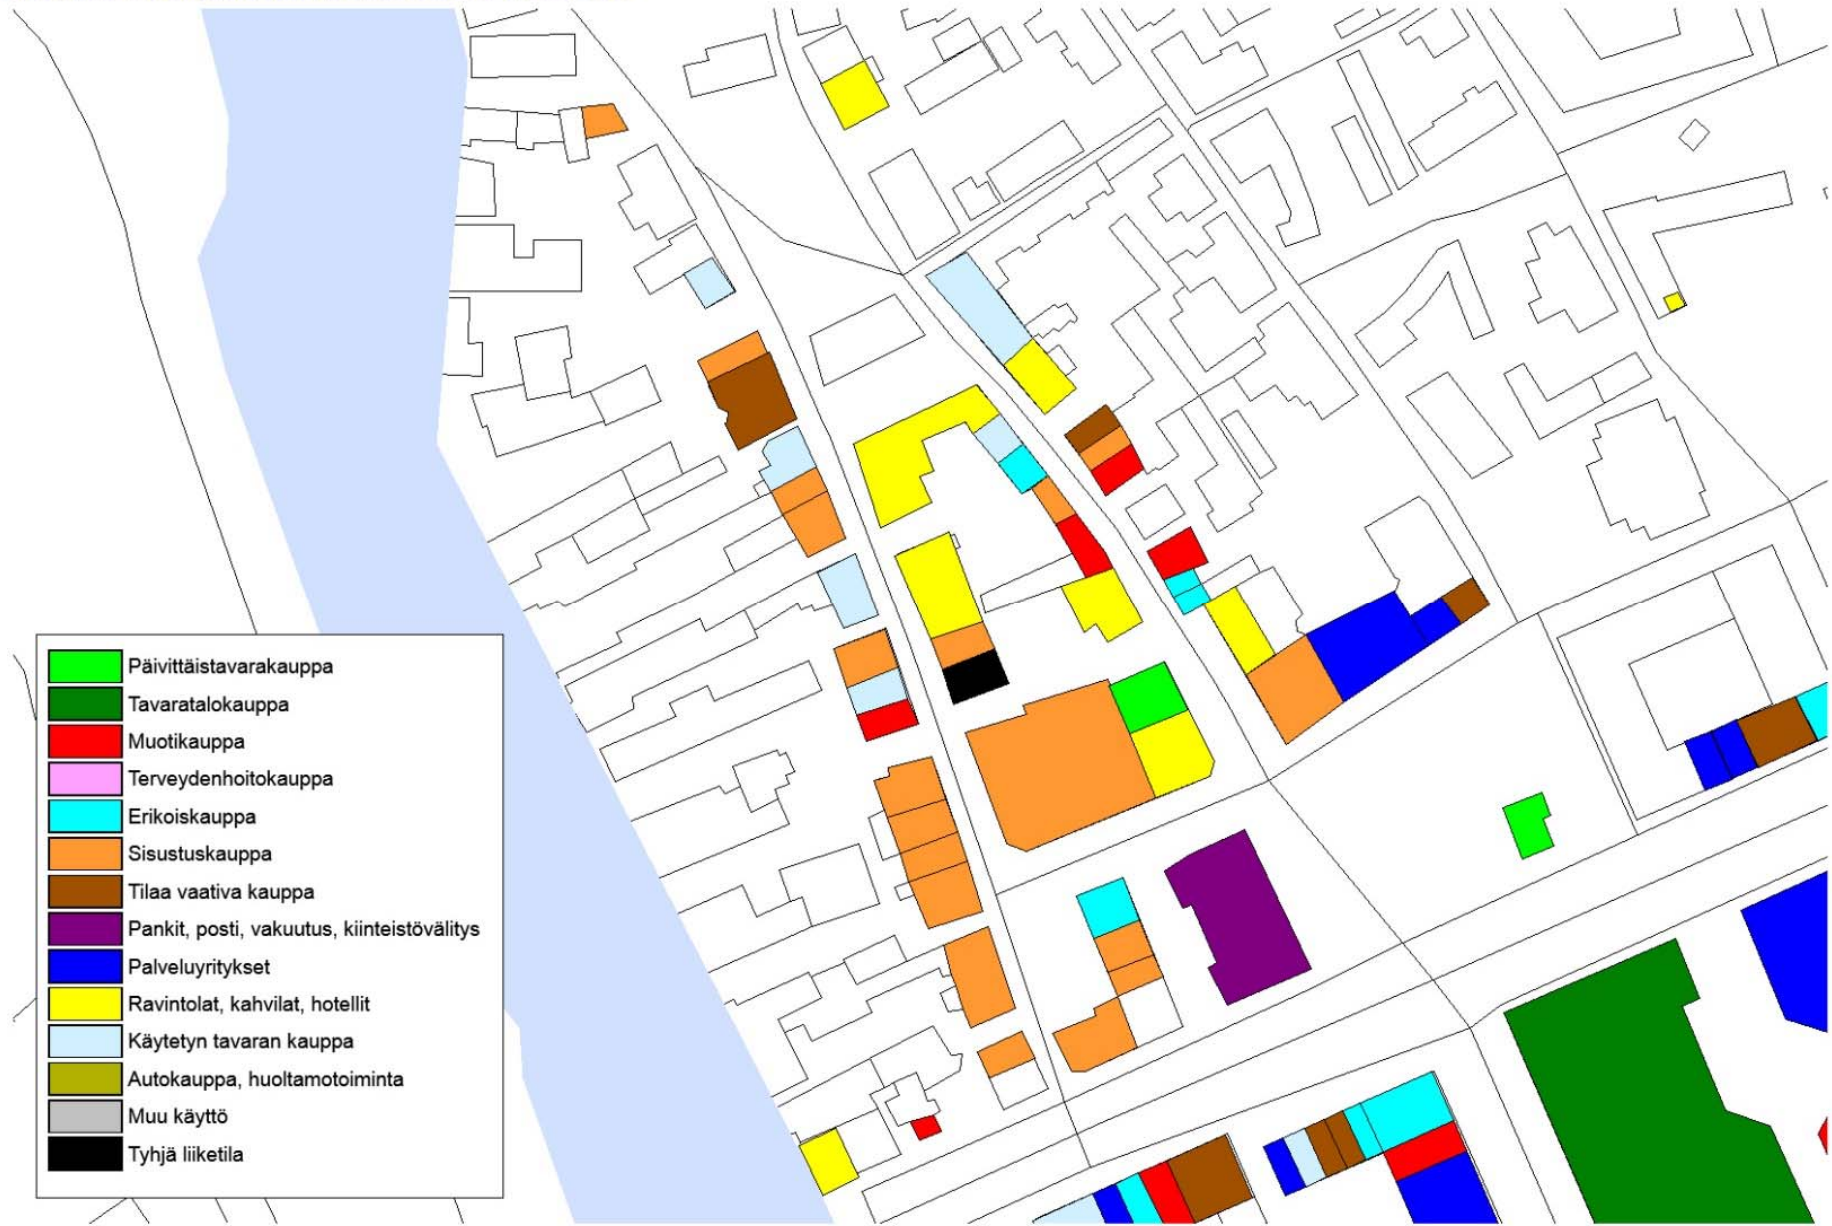 Päivittäistavarakauppa
Tavaratalokauppa
Muotikauppa
Terveydenhoitokauppa
Erikoiskauppa
Sisustuskauppa
Tilaa vaativa kauppa
Pankit, posti, vakuutus, kiinteistövälitys
Palveluyritykset
Ravintolat, kahvilat, hotellit
Käytetyn tavaran kauppa
Autokauppa, huoltamotoiminta
Muu käyttö
Tyhjä liiketila